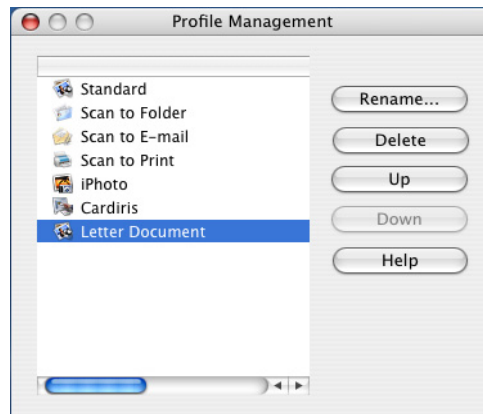 Profile Management
Standard
Scan to Folder
Scan to E-mail
Scan to Print
iPhoto
Cardiris
Letter Document
Rename...
Delete
Up
Down
Help